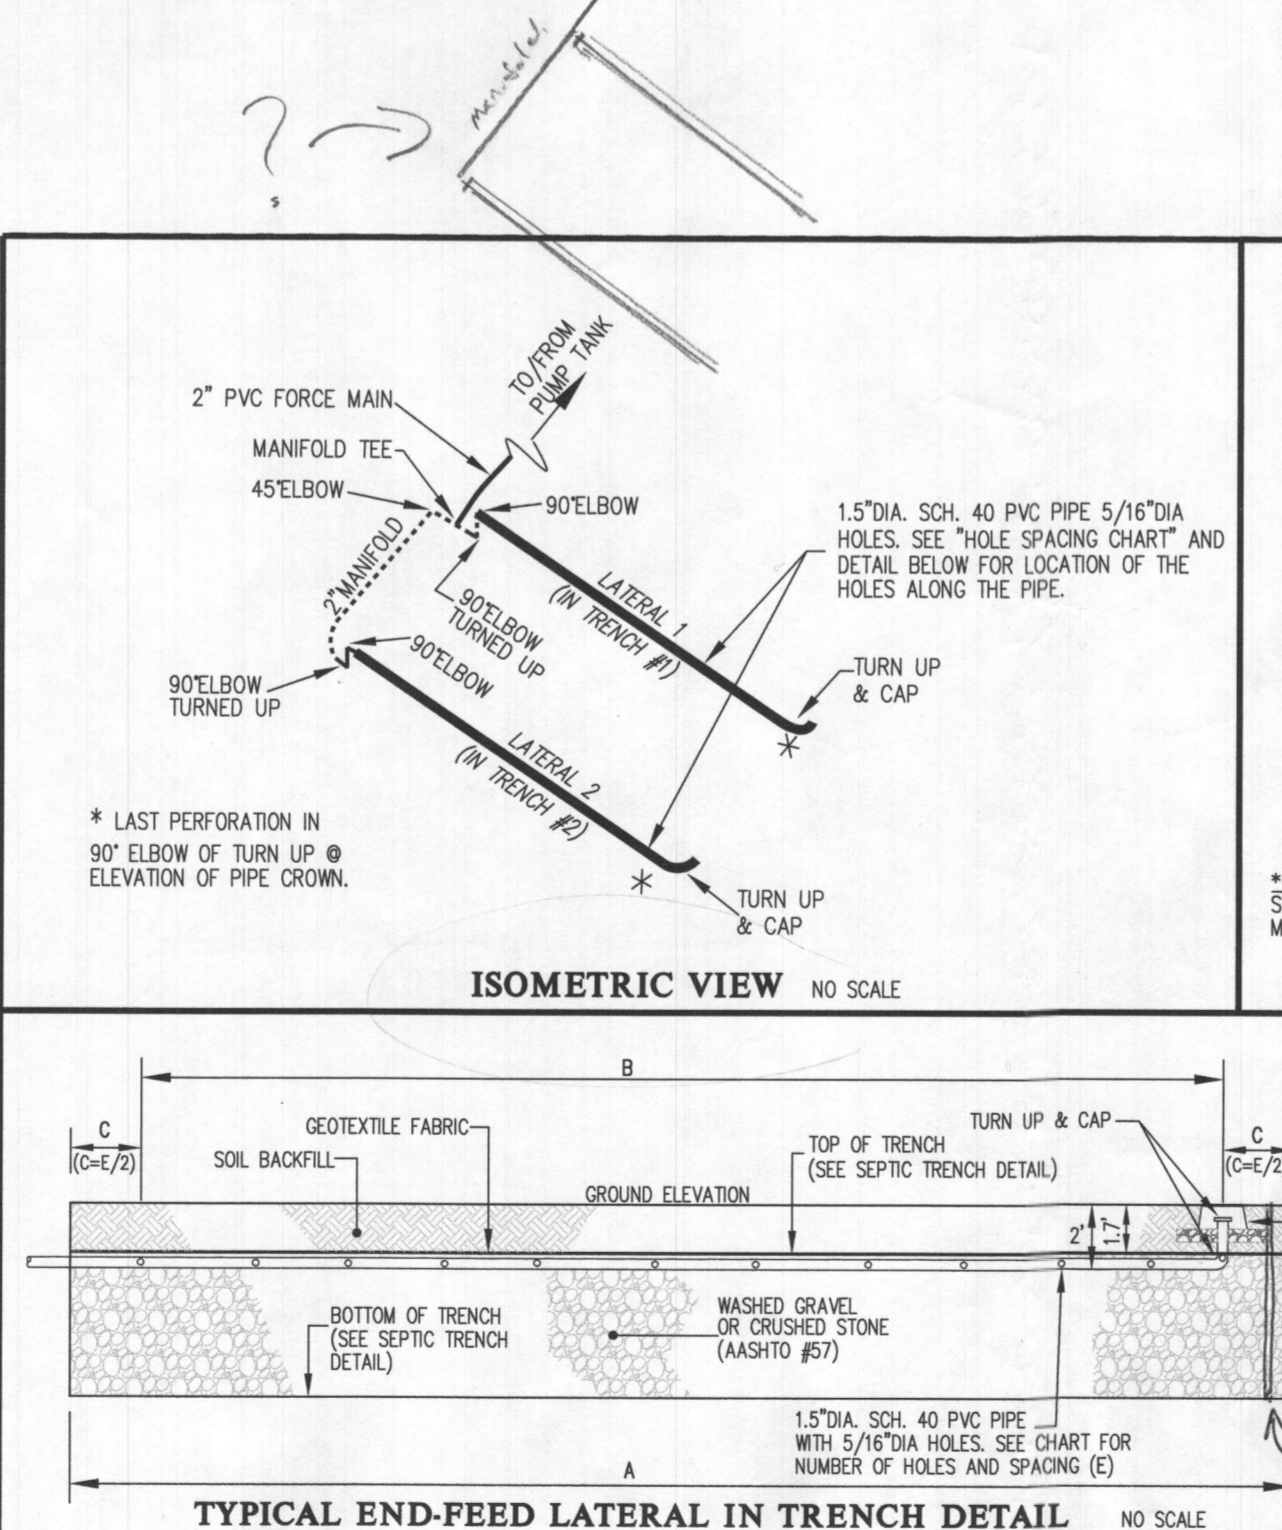 manifold
?
TO/FROM
PUMP TANK
2" PVC FORCE MAIN
MANIFOLD TEE
45°ELBOW
90°ELBOW
2"MANIFOLD
1.5"DIA. SCH. 40 PVC PIPE 5/16"DIA
HOLES. SEE "HOLE SPACING CHART" AND
DETAIL BELOW FOR LOCATION OF THE
HOLES ALONG THE PIPE.
LATERAL 1
(IN TRENCH #1)
90°ELBOW
TURNED UP
90°ELBOW
TURN UP
& CAP
90°ELBOW
TURNED UP
LATERAL 2
(IN TRENCH #2)
*
* LAST PERFORATION IN
90° ELBOW OF TURN UP @
ELEVATION OF PIPE CROWN.
*
TURN UP
& CAP
*
S
M
ISOMETRIC VIEW NO SCALE
B
C
(C=E/2)
GEOTEXTILE FABRIC
SOIL BACKFILL
TURN UP & CAP
TOP OF TRENCH
(SEE SEPTIC TRENCH DETAIL)
C
(C=E/2
GROUND ELEVATION
2'
1.7'
BOTTOM OF TRENCH
(SEE SEPTIC TRENCH
DETAIL)
WASHED GRAVEL
OR CRUSHED STONE
(AASHTO #57)
1.5"DIA. SCH. 40 PVC PIPE
WITH 5/16"DIA HOLES. SEE CHART FOR
NUMBER OF HOLES AND SPACING (E)
A
TYPICAL END-FEED LATERAL IN TRENCH DETAIL NO SCALE